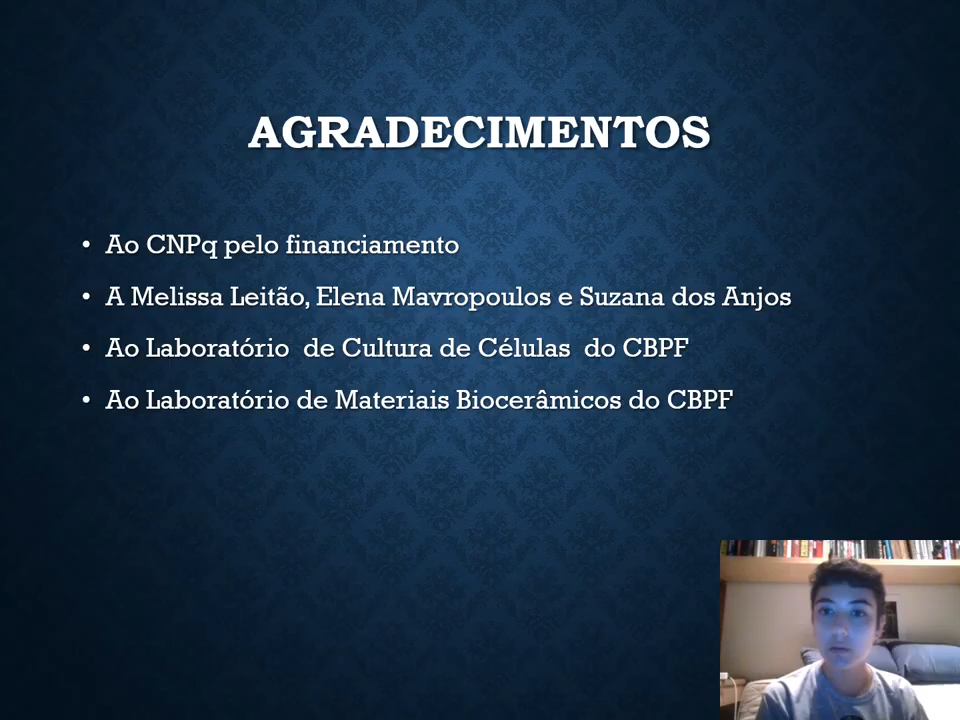 AGRADECIMENTOS
• Ao CNPq pelo financiamento
• A Melissa Leitão, Elena Mavropoulos e Suzana dos Anjos
• Ao Laboratório de Cultura de Células do CBPF
• Ao Laboratório de Materiais Biocerâmicos do CBPF